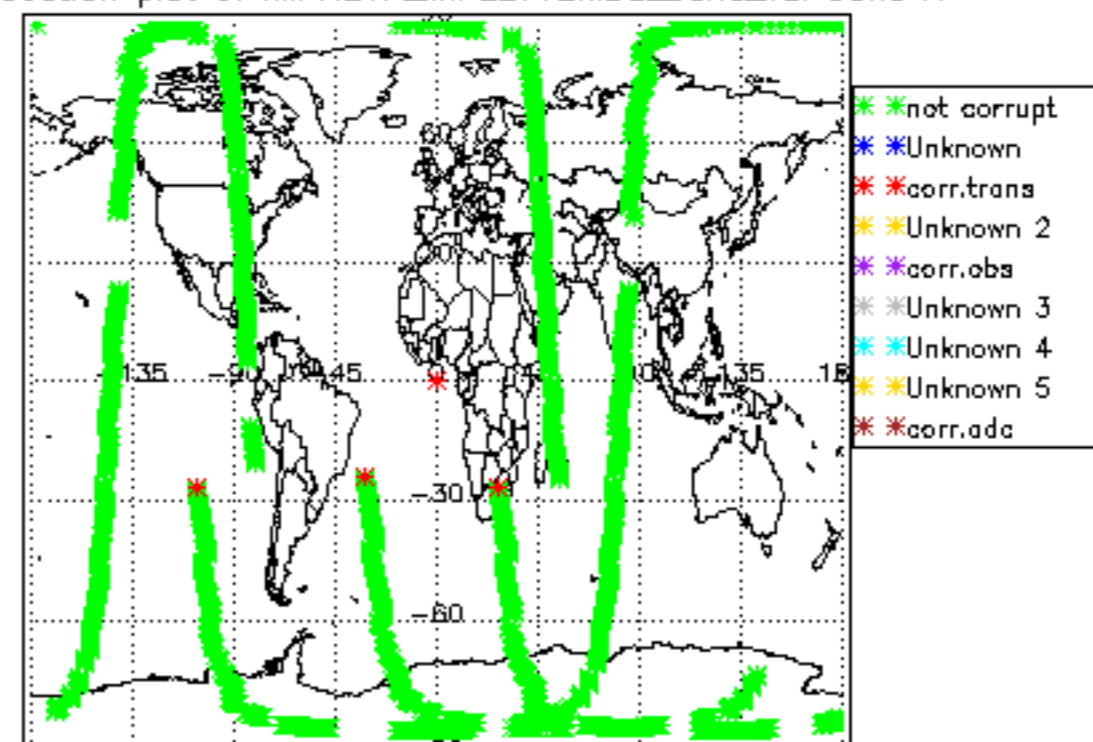 60
-135
-90
-45
135
-30
-60
not corrupt
Unknown
corr.trans
Unknown 2
corr.obs
Unknown 3
Unknown 4
Unknown 5
corr.adc